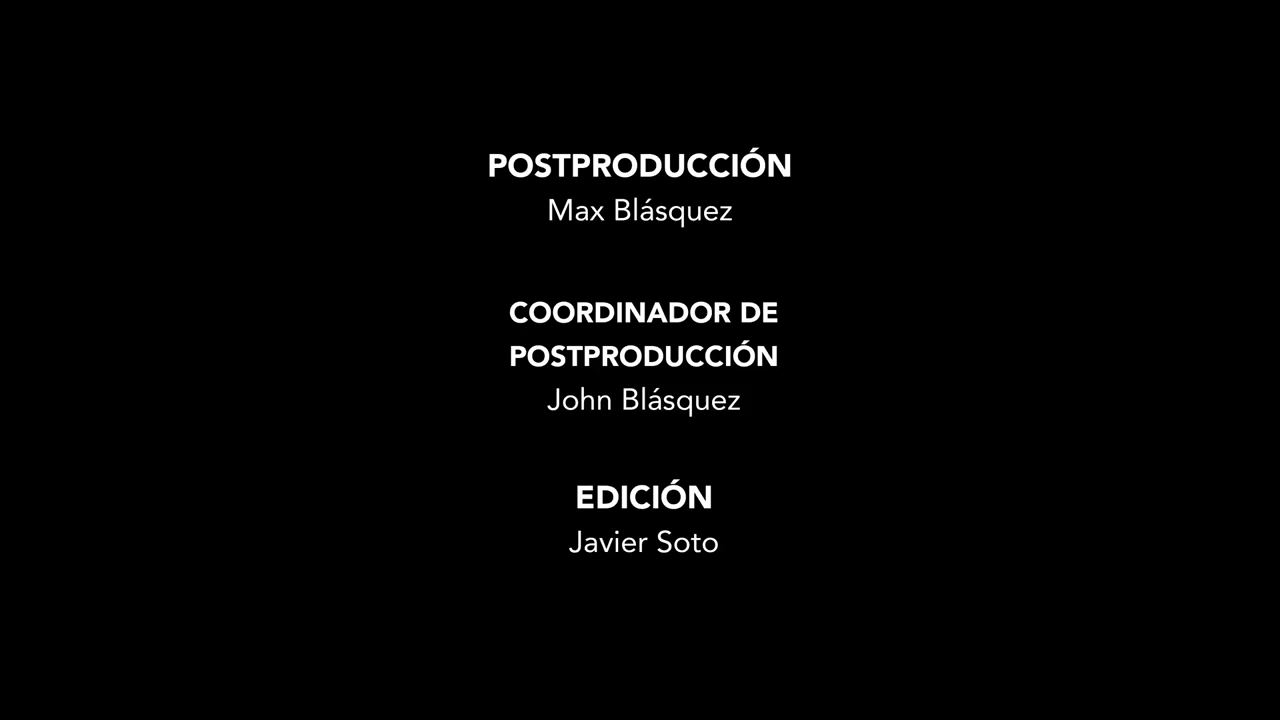 POSTPRODUCCIÓN
Max Blásquez
COORDINADOR DE
POSTPRODUCCIÓN
John Blásquez
EDICIÓN
Javier Soto